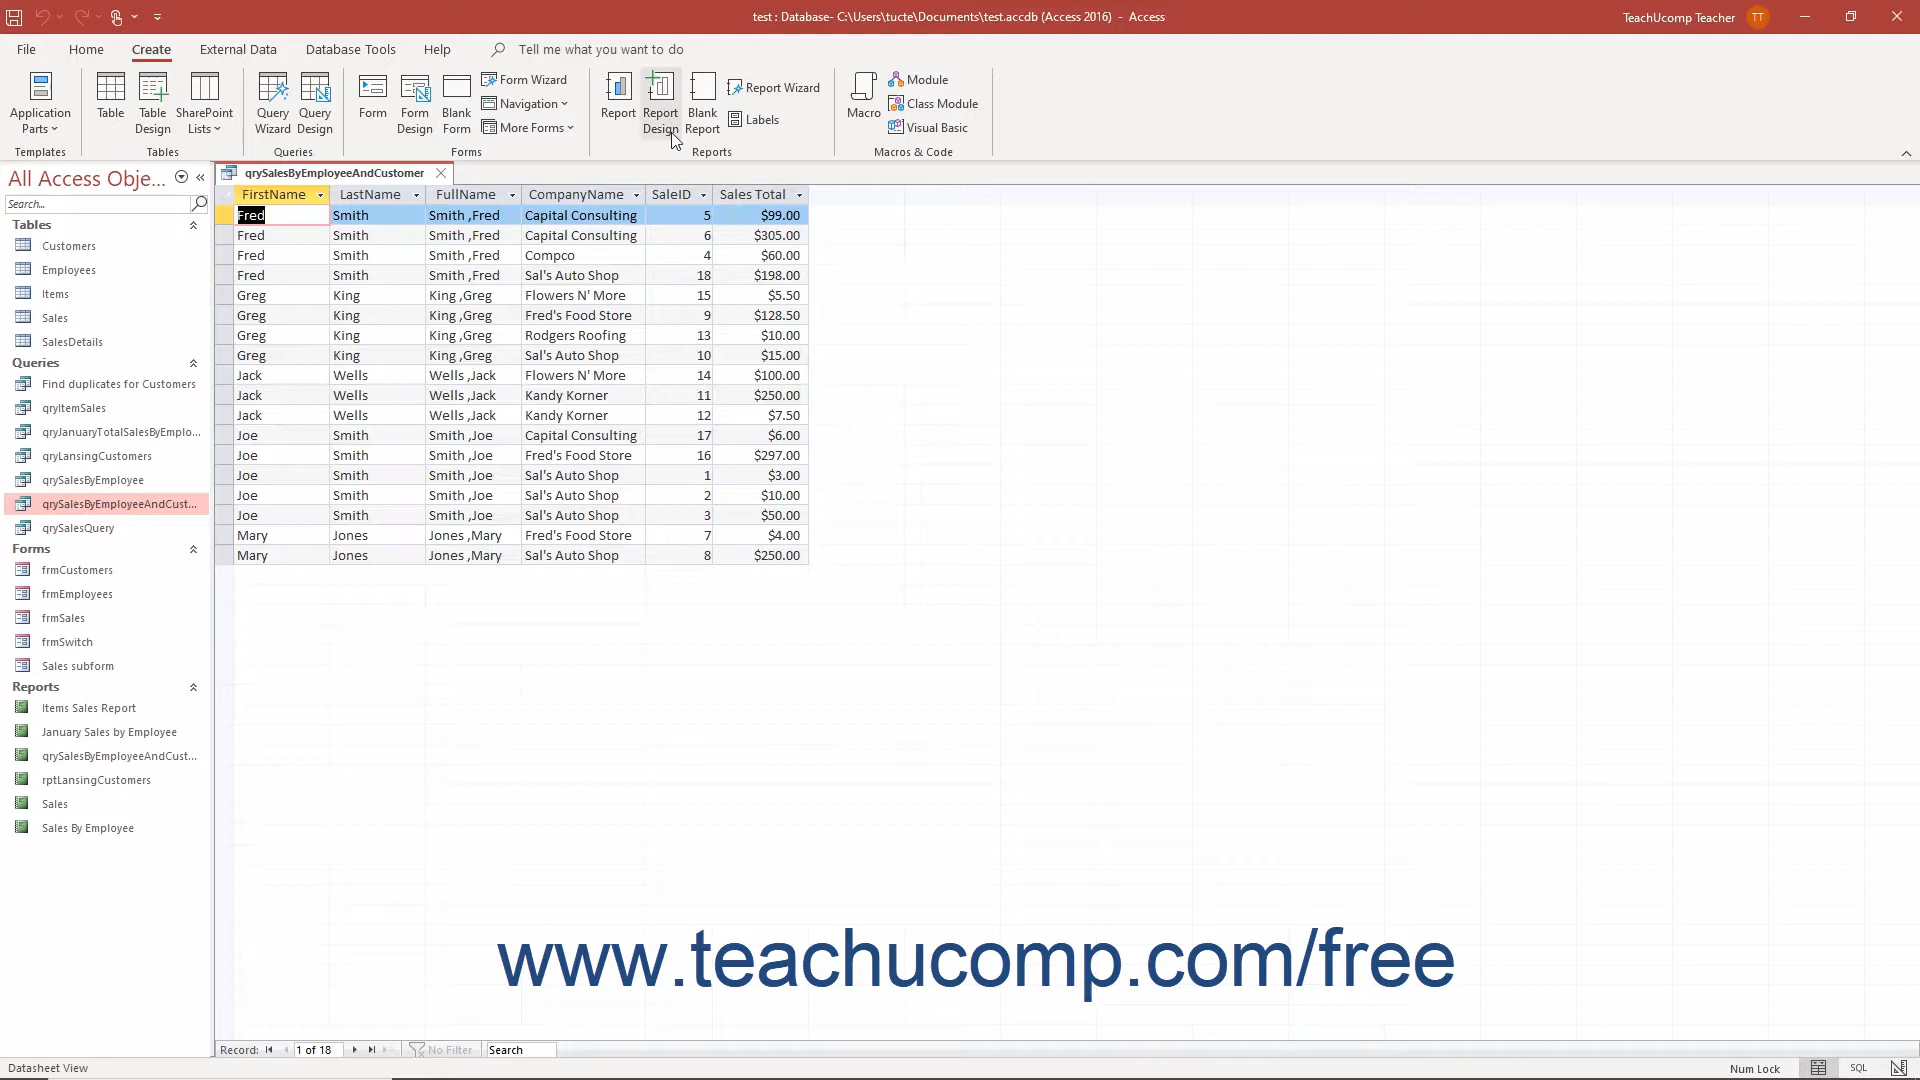 test : Database- C:\Users\tucte\Documents\test.accdb (Access 2016) - Access
TeachUcomp Teacher TT
File Home Create External Data Database Tools Help Tell me what you want to do
Application Parts
Templates
Table
Table Design
SharePoint Lists
Tables
Query Wizard
Query Design
Queries
Form
Form Design
Blank Form
Form Wizard
Navigation
More Forms
Forms
Report
Report Design
Blank Report
Report Wizard
Labels
Reports
Macro
Module
Class Module
Visual Basic
Macros & Code
All Access Obje...
Search...
Tables
Customers
Employees
Items
Sales
SalesDetails
Queries
Find duplicates for Customers
qryItemSales
qryJanuaryTotalSalesByEmplo...
qryLansingCustomers
qrySalesByEmployee
qrySalesByEmployeeAndCust...
qrySalesQuery
Forms
frmCustomers
frmEmployees
frmSales
frmSwitch
Sales subform
Reports
Items Sales Report
January Sales by Employee
qrySalesByEmployeeAndCust...
rptLansingCustomers
Sales
Sales By Employee
qrySalesByEmployeeAndCustomer
FirstName LastName FullName CompanyName SaleID Sales Total
Fred Smith Smith ,Fred Capital Consulting 5 $99.00
Fred Smith Smith ,Fred Capital Consulting 6 $305.00
Fred Smith Smith ,Fred Compco 4 $60.00
Fred Smith Smith ,Fred Sal's Auto Shop 18 $198.00
Greg King King ,Greg Flowers N' More 15 $5.50
Greg King King ,Greg Fred's Food Store 9 $128.50
Greg King King ,Greg Rodgers Roofing 13 $10.00
Greg King King ,Greg Sal's Auto Shop 10 $15.00
Jack Wells Wells ,Jack Flowers N' More 14 $100.00
Jack Wells Wells ,Jack Kandy Korner 11 $250.00
Jack Wells Wells ,Jack Kandy Korner 12 $7.50
Joe Smith Smith ,Joe Capital Consulting 17 $6.00
Joe Smith Smith ,Joe Fred's Food Store 16 $297.00
Joe Smith Smith ,Joe Sal's Auto Shop 1 $3.00
Joe Smith Smith ,Joe Sal's Auto Shop 2 $10.00
Joe Smith Smith ,Joe Sal's Auto Shop 3 $50.00
Mary Jones Jones ,Mary Fred's Food Store 7 $4.00
Mary Jones Jones ,Mary Sal's Auto Shop 8 $250.00
www.teachucomp.com/free
Record: 1 of 18 No Filter Search
Datasheet View Num Lock SQL